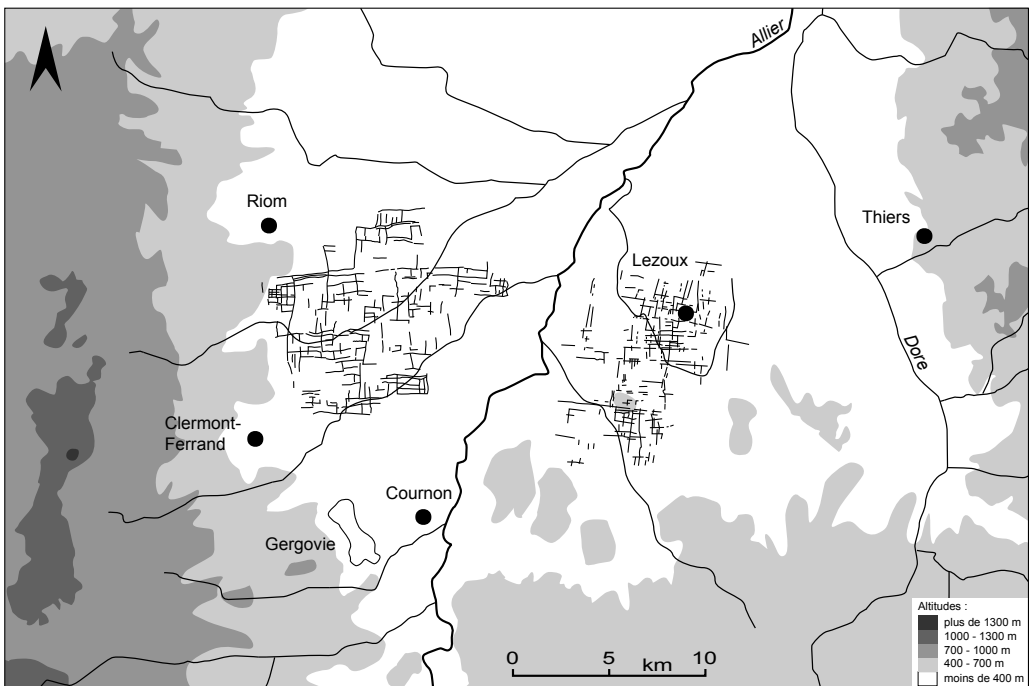 Allier
Riom
Thiers
Lezoux
Dore
Clermont-
Ferrand
Cournon
Gergovie
0 5 10
km
Altitudes :
plus de 1300 m
1000 - 1300 m
700 - 1000 m
400 - 700 m
moins de 400 m